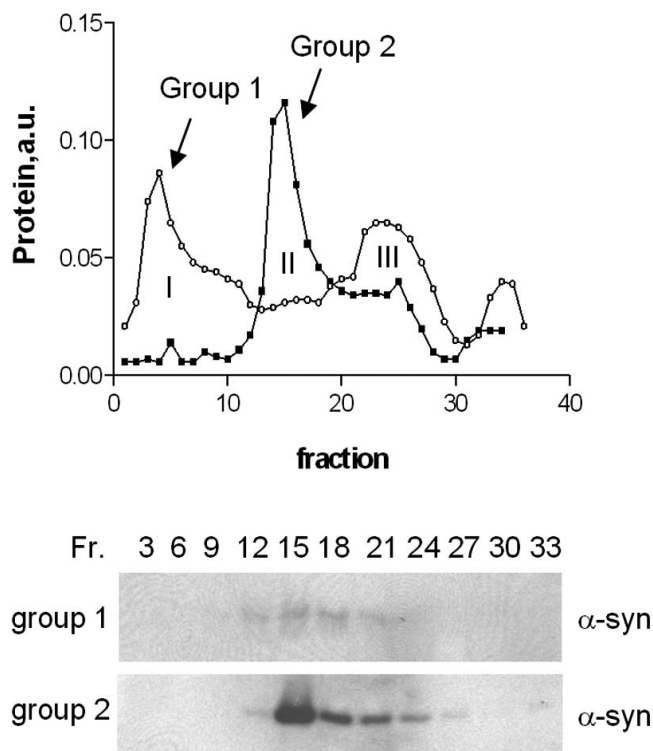 0.15
Group 2
Group 1
0.10
Protein,a.u.
0.05
I
II
III
0.00
0 10 20 30 40
fraction
Fr. 3 6 9 12 15 18 21 24 27 30 33
group 1 α-syn
group 2 α-syn